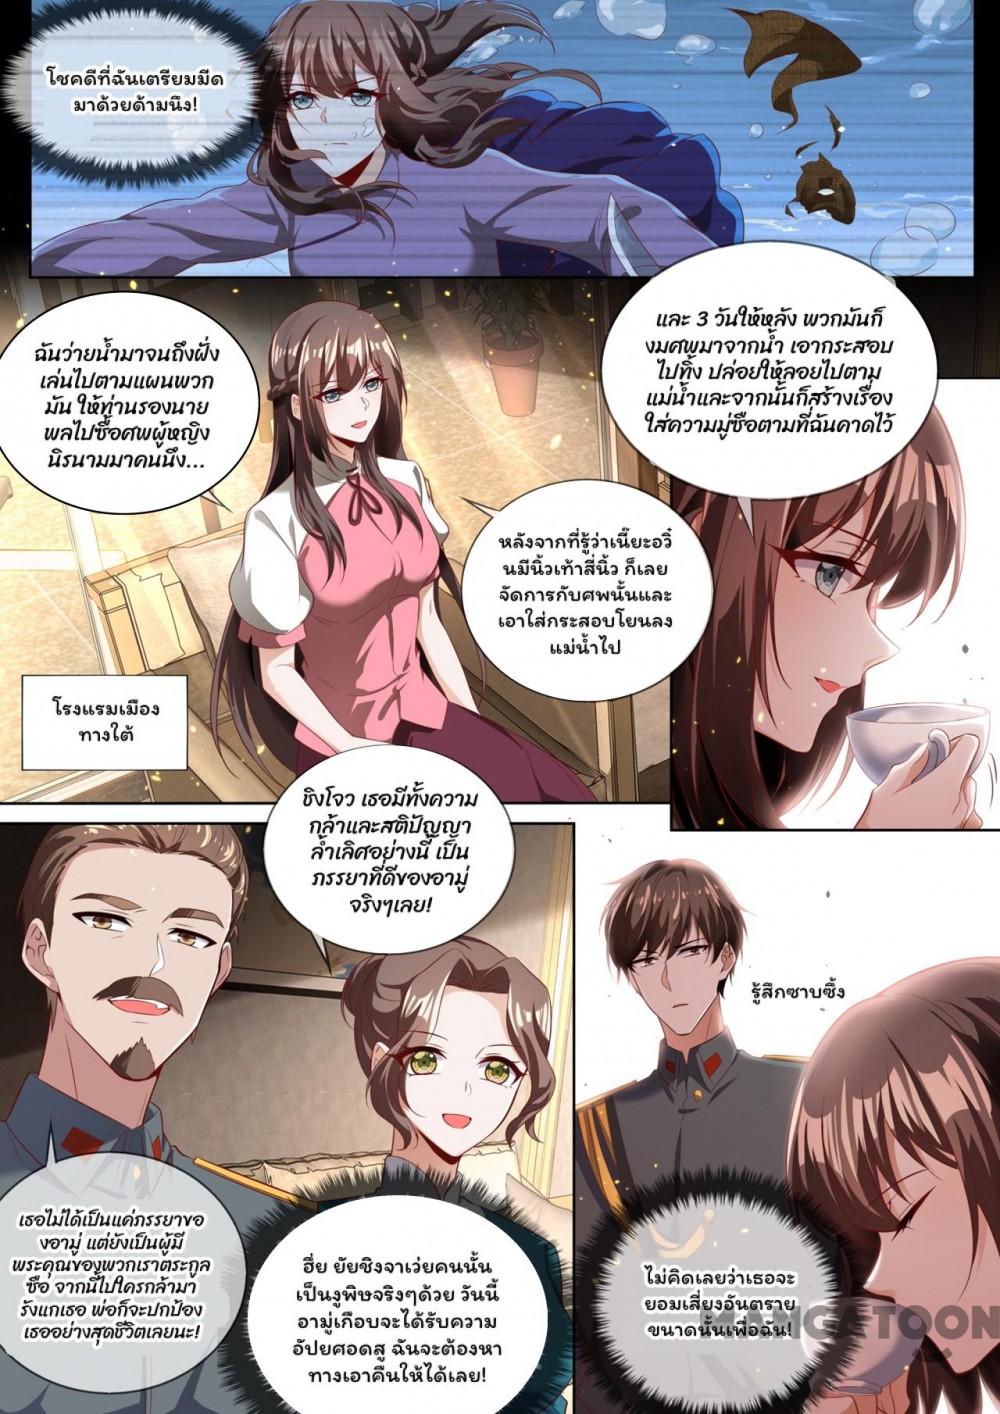 โชคดีที่ฉันเตรียมมีด
มาด้วยด้ามนึง!
ฉันว่ายน้ำมาจนถึงฝั่ง
เล่นไปตามแผนพวก
มัน ให้ท่านรองนาย
พลไปซื้อศพผู้หญิง
นิรนามมาคนนึง...
และ 3 วันให้หลัง พวกมันก็
งมศพมาจากน้ำ เอากระสอบ
ไปทิ้ง ปล่อยให้ลอยไปตาม
แม่น้ำและจากนั้นก็สร้างเรื่อง
ใส่ความมู่ซือตามที่ฉันคาดไว้
หลังจากที่รู้ว่าเนี๊ยะอวิ๋
นมีนิ้วเท้าสี่นิ้ว ก็เลย
จัดการกับศพนั้นและ
เอาใส่กระสอบโยนลง
แม่น้ำไป
โรงแรมเมือง
ทางใต้
ชิงโจว เธอมีทั้งความ
กล้าและสติปัญญา
ล้ำเลิศอย่างนี้ เป็น
ภรรยาที่ดีของอามู่
จริงๆเลย!
รู้สึกซาบซึ้ง
เธอไม่ได้เป็นแค่ภรรยาขอ
งอามู่ แต่ยังเป็นผู้มี
พระคุณของพวกเราตระกูล
ซือ จากนี้ไปใครกล้ามา
รังแกเธอ พ่อก็จะปกป้อง
เธออย่างสุดชีวิตเลยนะ!
ฮึ่ย ยัยชิงจาเว่ยคนนั้น
เป็นงูพิษจริงๆด้วย วันนี้
อามู่เกือบจะได้รับความ
อัปยศอดสู ฉันจะต้องหา
ทางเอาคืนให้ได้เลย!
ไม่คิดเลยว่าเธอจะ
ยอมเสี่ยงอันตราย
ขนาดนั้นเพื่อฉัน!
MANGATOON